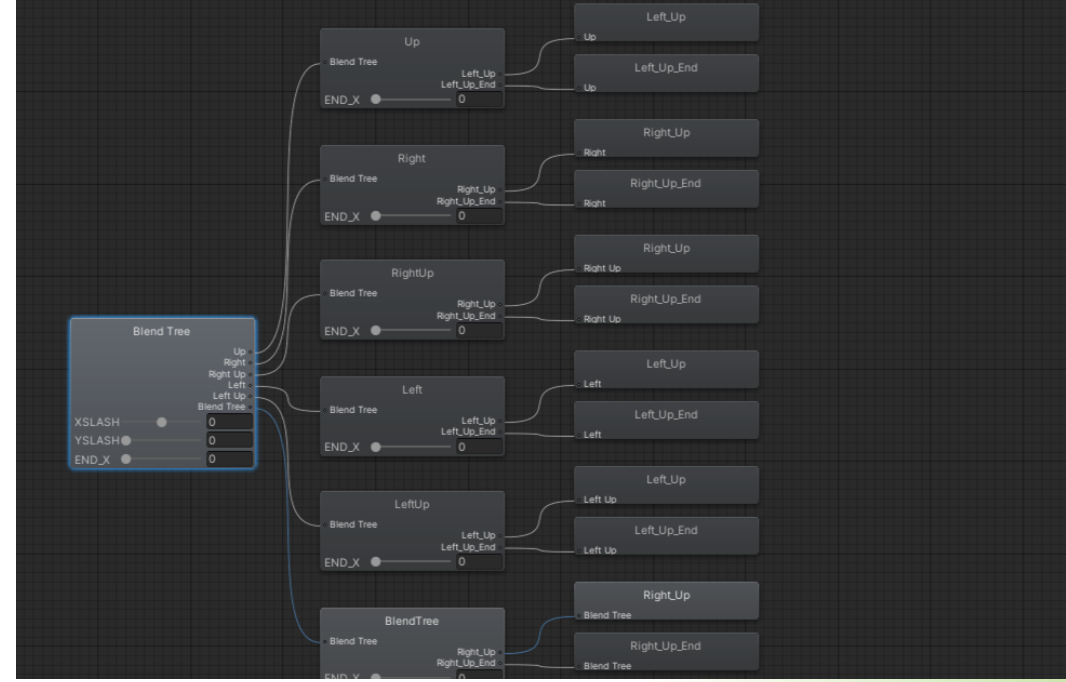 Blend Tree
Up
Right
Right Up
Left
Left Up
Blend Tree
XSLASH 0
YSLASH 0
END_X 0
Up
Blend Tree
Left_Up
Left_Up_End
END_X 0
Left_Up
Up
Left_Up_End
Up
Right
Blend Tree
Right_Up
Right_Up_End
END_X 0
Right_Up
Right
Right_Up_End
Right
RightUp
Blend Tree
Right_Up
Right_Up_End
END_X 0
Right_Up
Right Up
Right_Up_End
Right Up
Left
Blend Tree
Left_Up
Left_Up_End
END_X 0
Left_Up
Left
Left_Up_End
Left
LeftUp
Blend Tree
Left_Up
Left_Up_End
END_X 0
Left_Up
Left Up
Left_Up_End
Left Up
BlendTree
Blend Tree
Right_Up
Right_Up_End
END_X 0
Right_Up
Blend Tree
Right_Up_End
Blend Tree